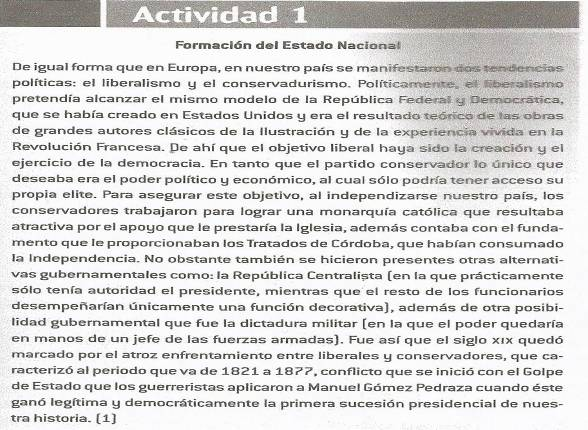 Actividad 1
Formación del Estado Nacional
De igual forma que en Europa, en nuestro país se manifestaron dos tendencias
políticas: el liberalismo y el conservadurismo. Políticamente, el liberalismo
pretendía alcanzar el mismo modelo de la República Federal y Democrática,
que se había creado en Estados Unidos y era el resultado teórico de las obras
de grandes autores clásicos de la Ilustración y de la experiencia vivida en la
Revolución Francesa. De ahí que el objetivo liberal haya sido la creación y el
ejercicio de la democracia. En tanto que el partido conservador lo único que
deseaba era el poder político y económico, al cual sólo podría tener acceso su
propia elite. Para asegurar este objetivo, al independizarse nuestro país, los
conservadores trabajaron para lograr una monarquía católica que resultaba
atractiva por el apoyo que le prestaría la Iglesia, además contaba con el funda-
mento que le proporcionaban los Tratados de Córdoba, que habían consumado
la Independencia. No obstante también se hicieron presentes otras alternati-
vas gubernamentales como: la República Centralista (en la que prácticamente
sólo tenía autoridad el presidente, mientras que el resto de los funcionarios
desempeñarían únicamente una función decorativa), además de otra posibi-
lidad gubernamental que fue la dictadura militar (en la que el poder quedaría
en manos de un jefe de las fuerzas armadas). Fue así que el siglo XIX quedó
marcado por el atroz enfrentamiento entre liberales y conservadores, que ca-
racterizó al periodo que va de 1821 a 1877, conflicto que se inició con el Golpe
de Estado que los guerreristas aplicaron a Manuel Gómez Pedraza cuando éste
ganó legítima y democráticamente la primera sucesión presidencial de nues-
tra historia. (1)